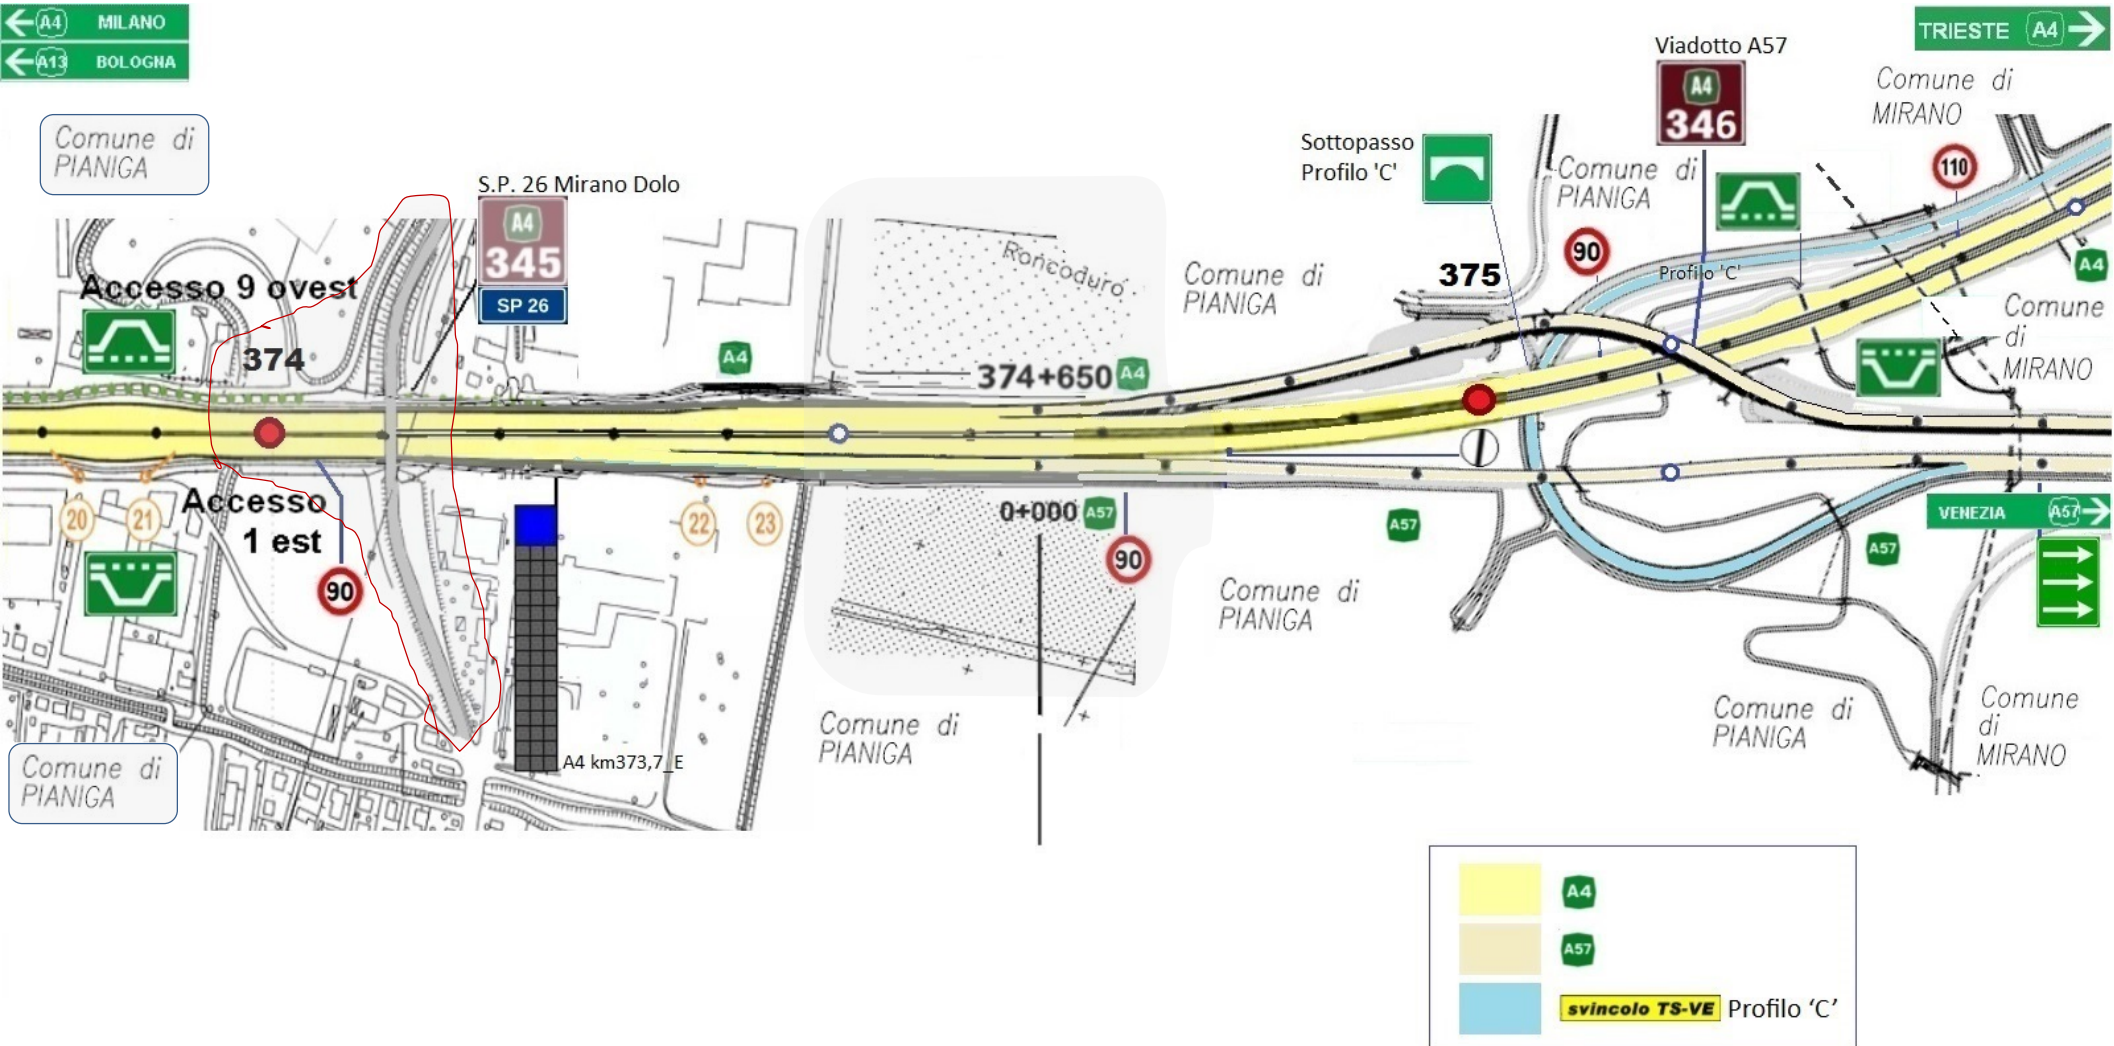 A4 MILANO
A13 BOLOGNA
TRIESTE A4
Viadotto A57
A4
346
Comune di
MIRANO
Comune di
PIANIGA
Sottopasso
Profilo 'C'
Comune di
PIANIGA
110
S.P. 26 Mirano Dolo
A4
345
SP 26
Roncoduro
Comune di
PIANIGA
375
90
Profilo 'C'
A4
Accesso 9 ovest
374
A4
374+650 A4
Comune
di
MIRANO
20
21
Accesso
1 est
22
23
0+000 A57
A57
VENEZIA A57
A57
90
90
Comune di
PIANIGA
Comune di
PIANIGA
A4 km373,7_E
Comune di
PIANIGA
Comune di
PIANIGA
Comune
di
MIRANO
A4
A57
svincolo TS-VE Profilo ‘C’